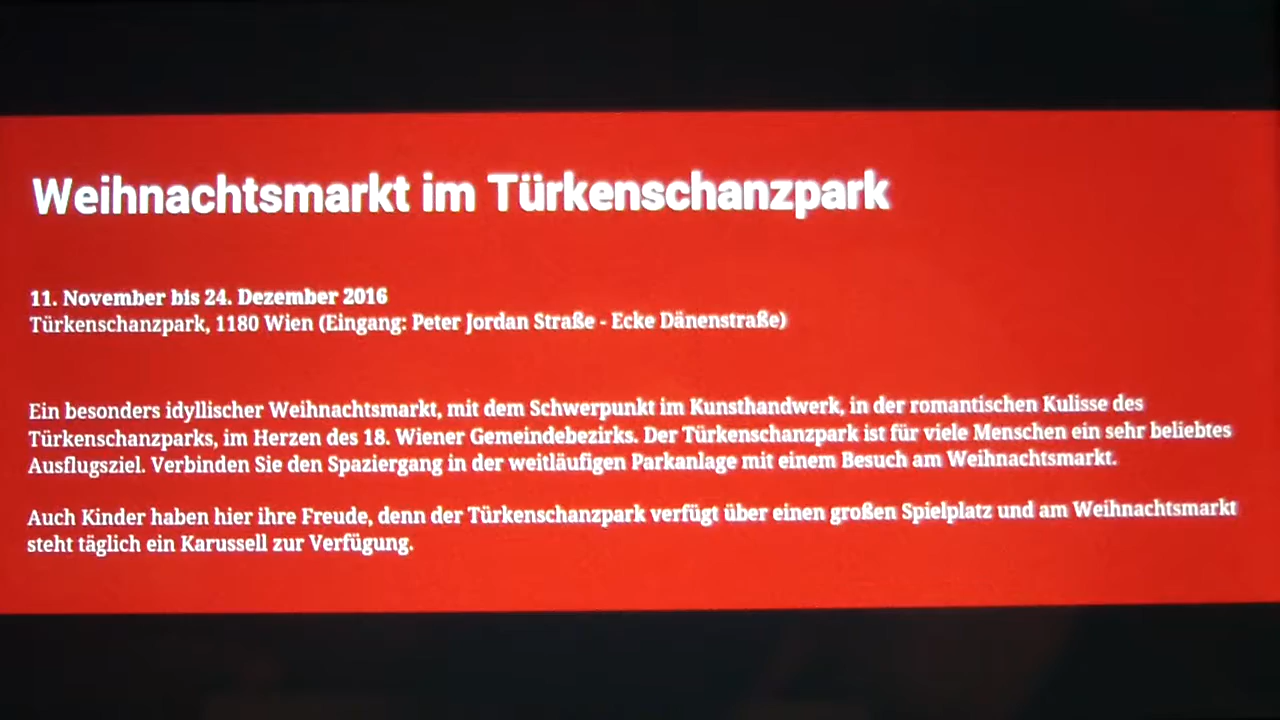 Weihnachtsmarkt im Türkenschanzpark
11. November bis 24. Dezember 2016
Türkenschanzpark, 1180 Wien (Eingang: Peter Jordan Straße - Ecke Dänenstraße)
Ein besonders idyllischer Weihnachtsmarkt, mit dem Schwerpunkt im Kunsthandwerk, in der romantischen Kulisse des
Türkenschanzparks, im Herzen des 18. Wiener Gemeindebezirks. Der Türkenschanzpark ist für viele Menschen ein sehr beliebtes
Ausflugsziel. Verbinden Sie den Spaziergang in der weitläufigen Parkanlage mit einem Besuch am Weihnachtsmarkt.
Auch Kinder haben hier ihre Freude, denn der Türkenschanzpark verfügt über einen großen Spielplatz und am Weihnachtsmarkt
steht täglich ein Karussell zur Verfügung.